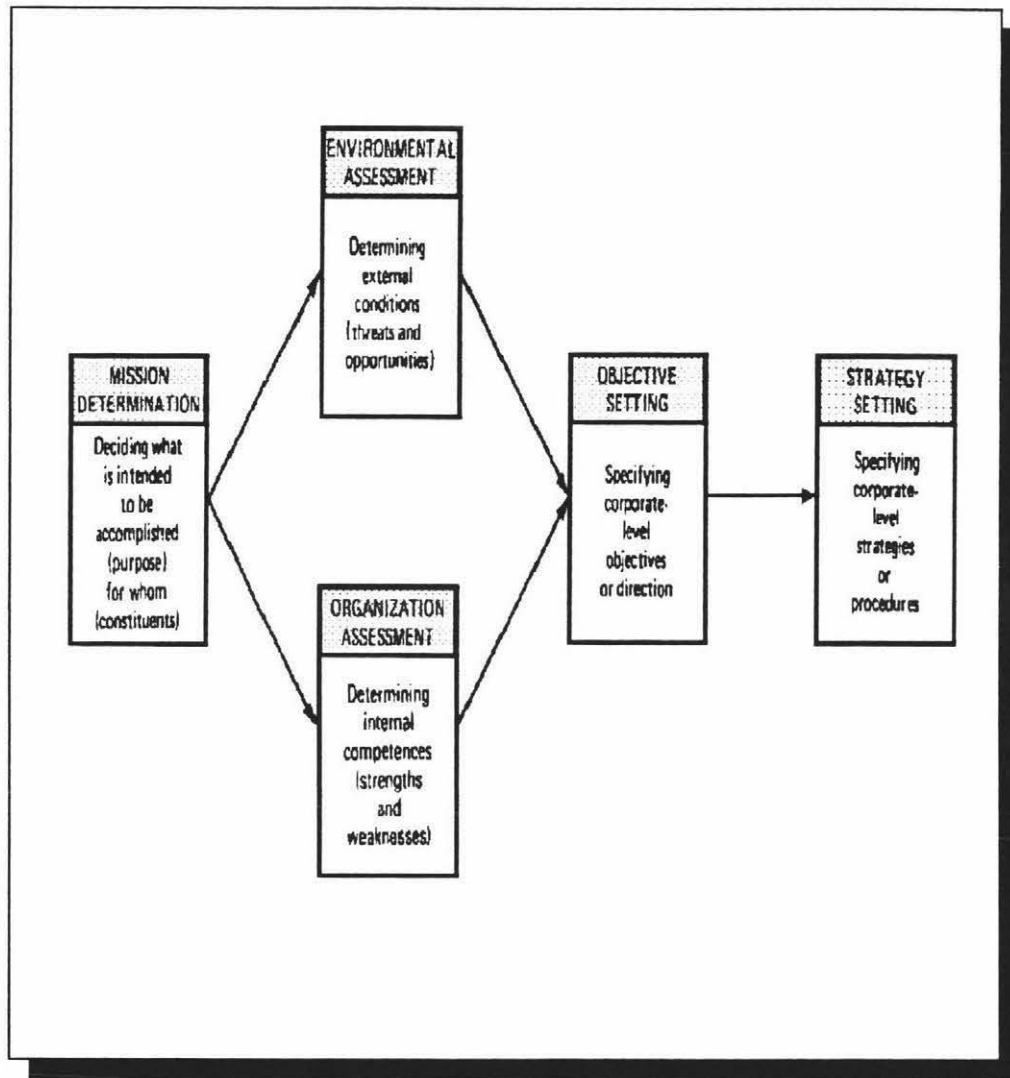 MISSION
DETERMINATION
Deciding what
is intended
to be
accomplished
(purpose)
for whom
(constituents)
ENVIRONMENTAL
ASSESSMENT
Determining
external
conditions
(threats and
opportunities)
ORGANIZATION
ASSESSMENT
Determining
internal
competences
(strengths
and
weaknesses)
OBJECTIVE
SETTING
Specifying
corporate-
level
objectives
or direction
STRATEGY
SETTING
Specifying
corporate-
level
strategies
or
procedures